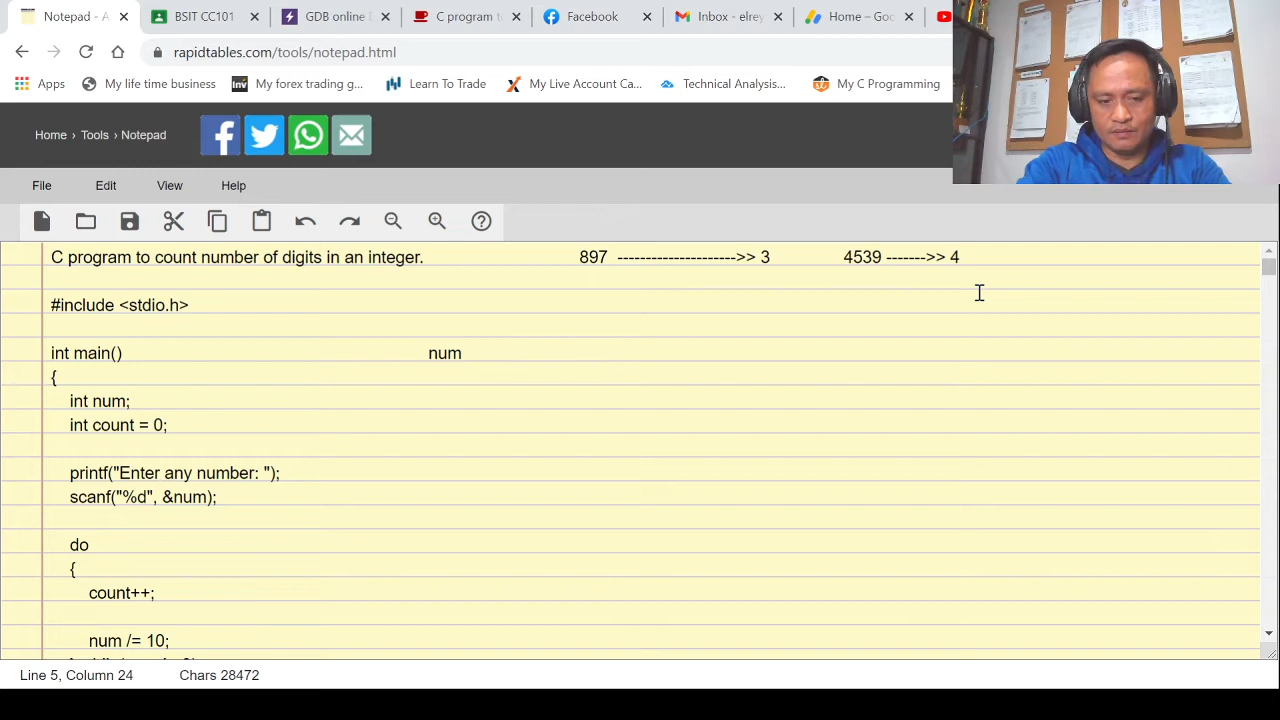 Notepad - A
BSIT CC101
GDB online
C program to
Facebook
Inbox - elrey
Home – Goo
rapidtables.com/tools/notepad.html
Apps
My life time business
My forex trading g...
Learn To Trade
My Live Account Ca...
Technical Analysis...
My C Programming
Home › Tools › Notepad
File Edit View Help
C program to count number of digits in an integer. 897 --------------------->> 3 4539 ------->> 4
#include <stdio.h>
int main() num
{
int num;
int count = 0;
printf("Enter any number: ");
scanf("%d", &num);
do
{
count++;
num /= 10;
Line 5, Column 24 Chars 28472